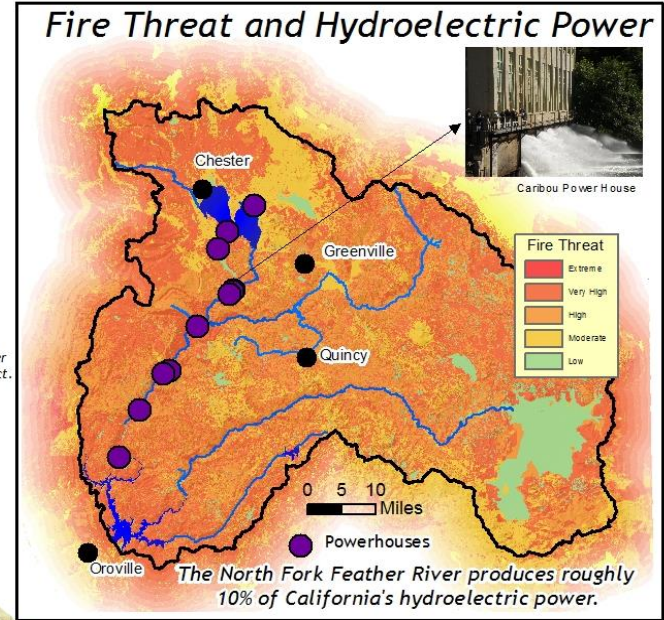 Fire Threat and Hydroelectric Power
Caribou Power House
Chester
Greenville
Fire Threat
Extreme
Very High
High
Moderate
Low
Quincy
0 5 10
Miles
Powerhouses
Oroville
The North Fork Feather River produces roughly
10% of California's hydroelectric power.
ct.